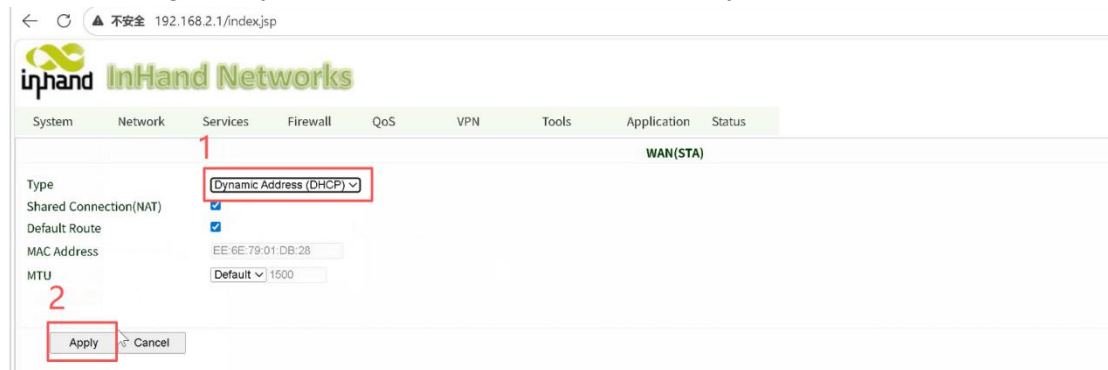 不安全 192.168.2.1/index.jsp
inhand InHand Networks
System Network Services Firewall QoS VPN Tools Application Status
1
WAN(STA)
Type Dynamic Address (DHCP)
Shared Connection(NAT)
Default Route
MAC Address EE:6E:79:01:DB:28
MTU Default 1500
2
Apply Cancel